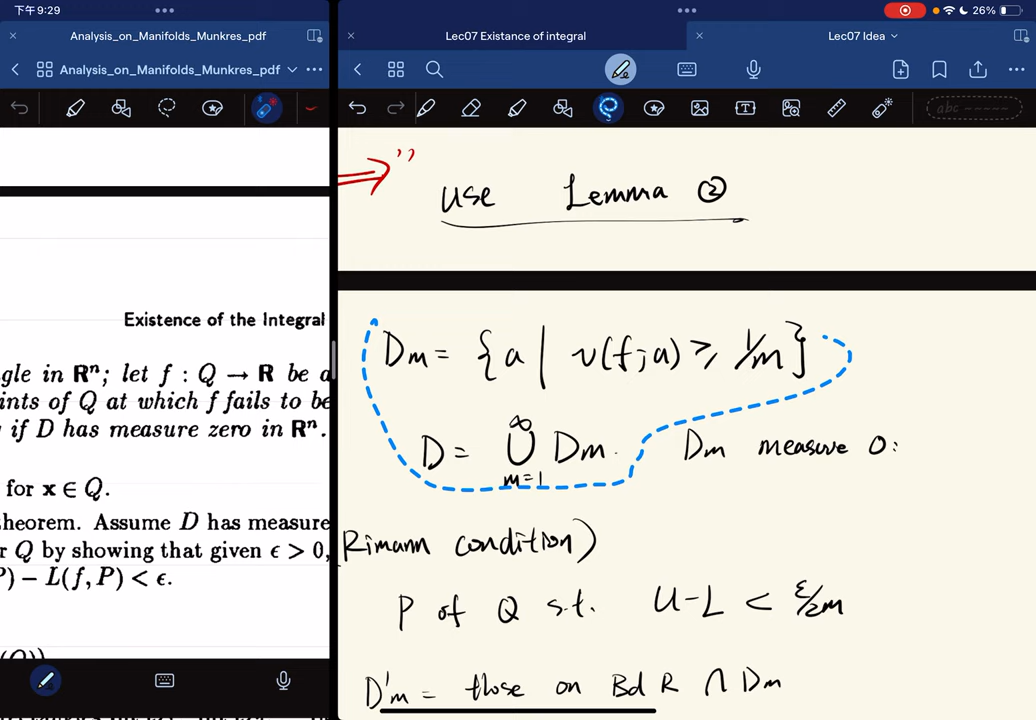 下午9:29
26%
Analysis_on_Manifolds_Munkres_pdf
Lec07 Existance of integral
Lec07 Idea
Analysis_on_Manifolds_Munkres_pdf
abc
Existence of the Integral
gle in Rⁿ; let f : Q → R be a
ints of Q at which f fails to be
if D has measure zero in Rⁿ.
for x ∈ Q.
theorem. Assume D has measure
r Q by showing that given ϵ > 0,
P) − L(f, P) < ϵ.
(Q))
⇒"
use Lemma ②
Dm = {a | ν(f;a) ≥ 1/m}
D = ⋃_{m=1}^∞ Dm. Dm measure 0:
Rimann condition)
P of Q s.t. U-L < ε/2m
D'm = those on Bd R ∩ Dm